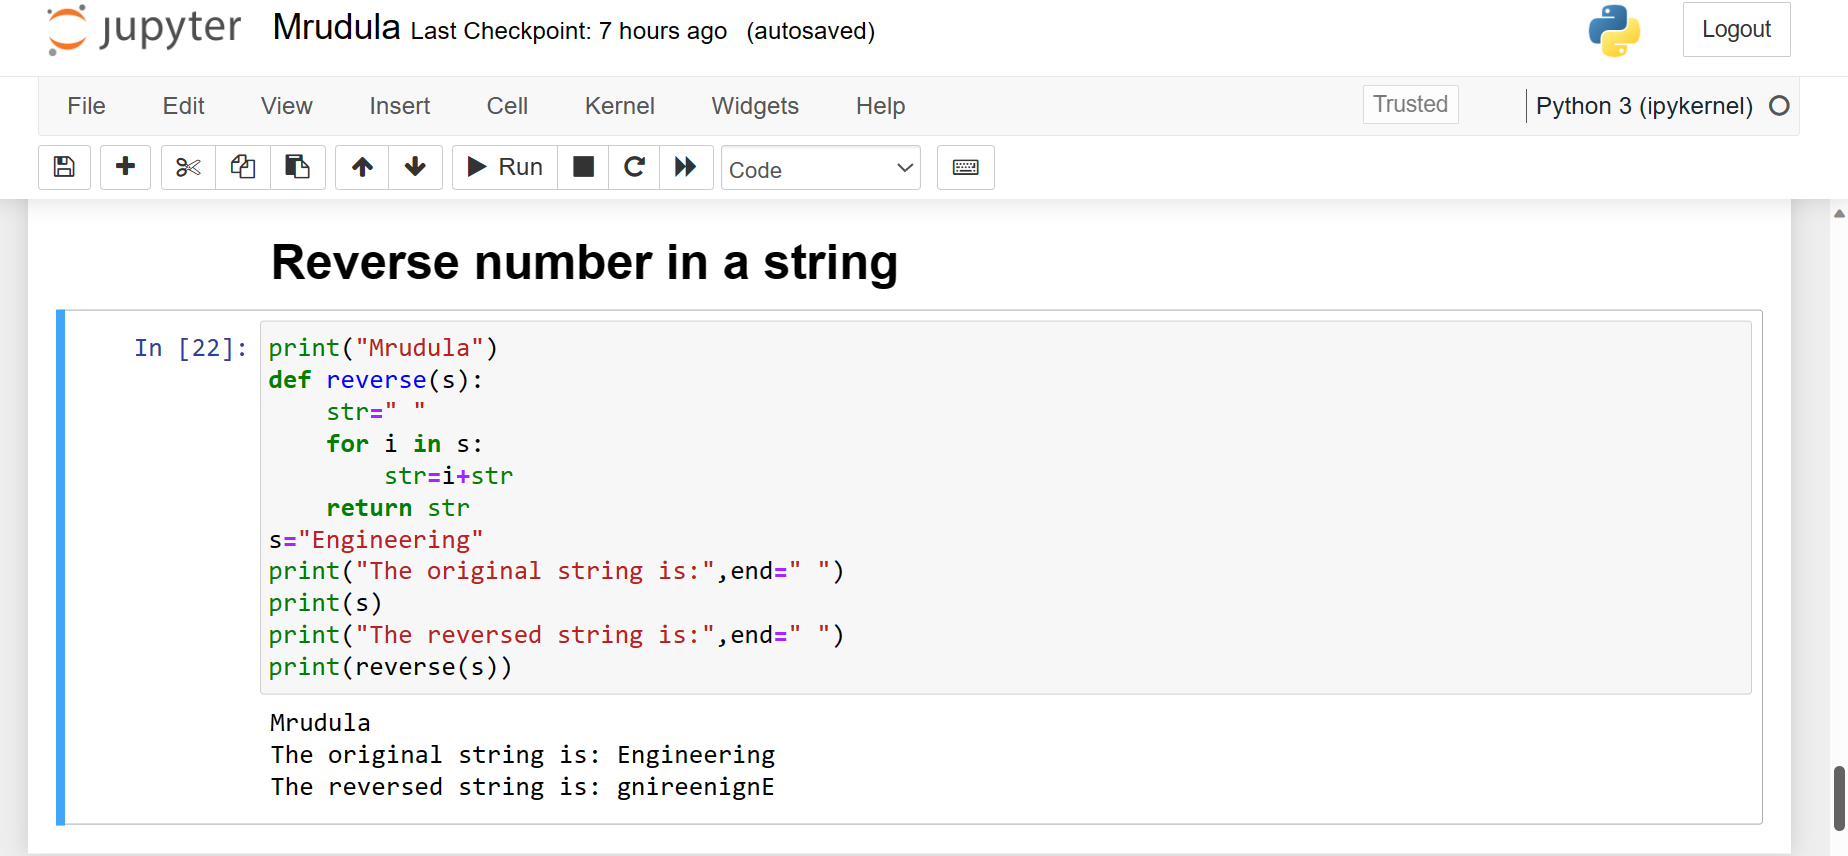 jupyter Mrudula Last Checkpoint: 7 hours ago (autosaved) Logout
File Edit View Insert Cell Kernel Widgets Help Trusted Python 3 (ipykernel)
Run Code
Reverse number in a string
In [22]: print("Mrudula")
def reverse(s):
    str=" "
    for i in s:
        str=i+str
    return str
s="Engineering"
print("The original string is:",end=" ")
print(s)
print("The reversed string is:",end=" ")
print(reverse(s))
Mrudula
The original string is: Engineering
The reversed string is: gnireenignE